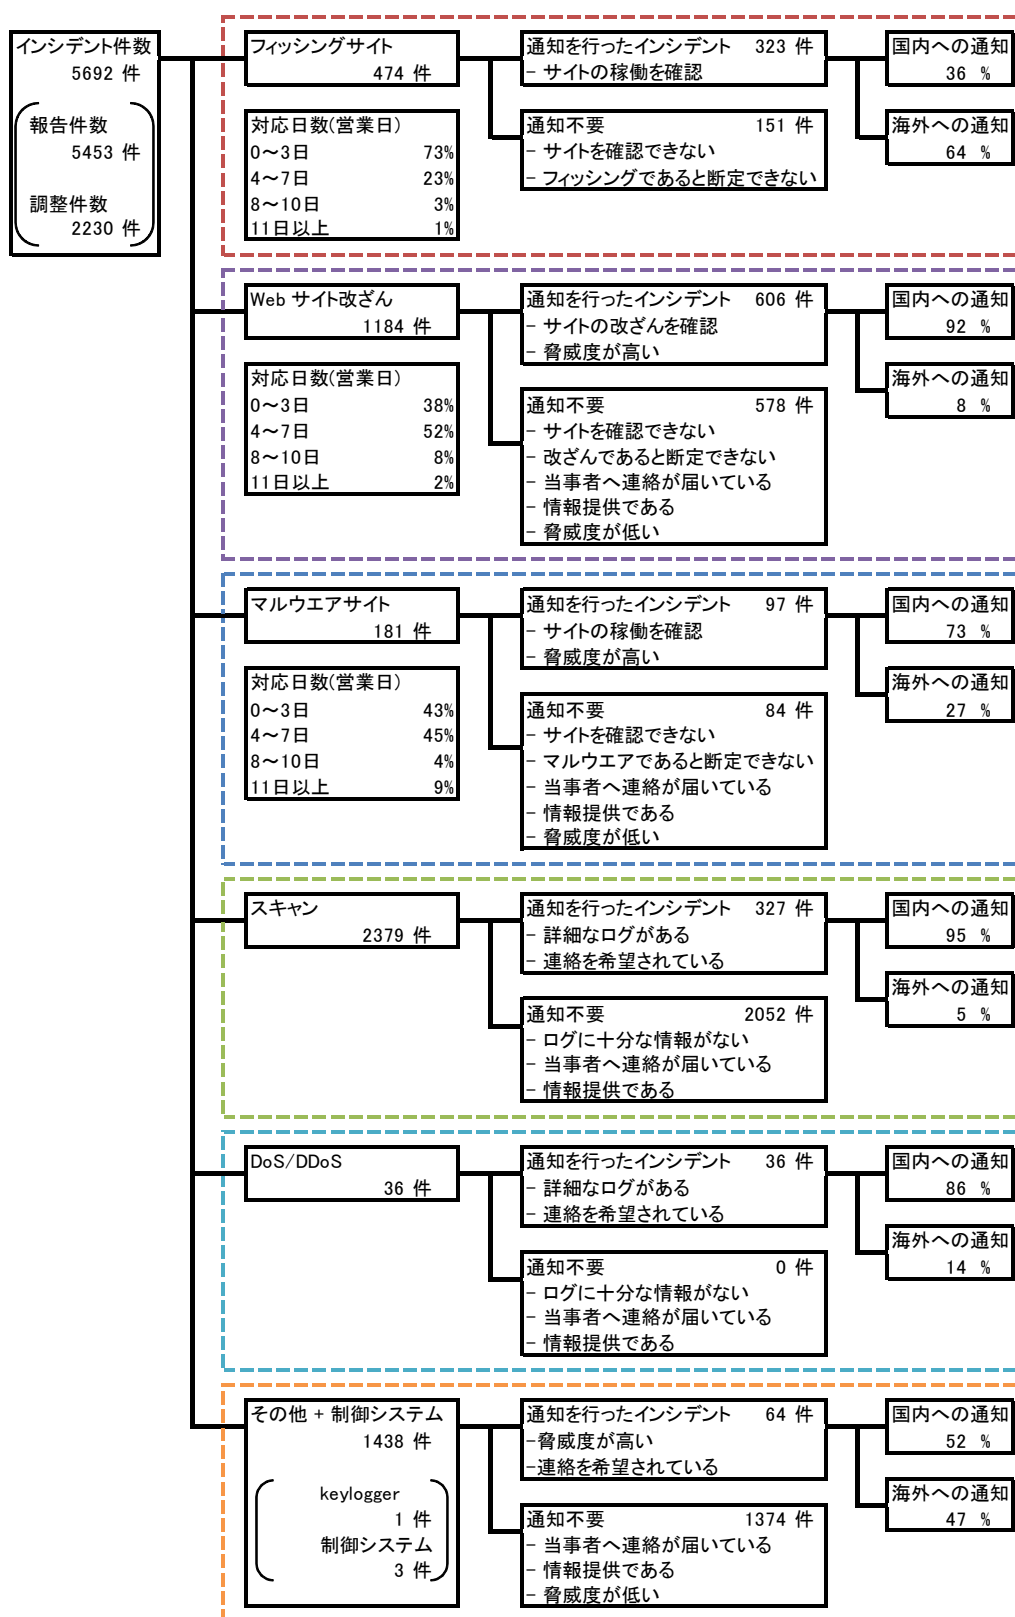 インシデント件数
5692 件
報告件数
5453 件
調整件数
2230 件
フィッシングサイト
474 件
対応日数(営業日)
0～3日 73%
4～7日 23%
8～10日 3%
11日以上 1%
通知を行ったインシデント 323 件
- サイトの稼働を確認
通知不要 151 件
- サイトを確認できない
- フィッシングであると断定できない
国内への通知
36 %
海外への通知
64 %
Web サイト改ざん
1184 件
対応日数(営業日)
0～3日 38%
4～7日 52%
8～10日 8%
11日以上 2%
通知を行ったインシデント 606 件
- サイトの改ざんを確認
- 脅威度が高い
通知不要 578 件
- サイトを確認できない
- 改ざんであると断定できない
- 当事者へ連絡が届いている
- 情報提供である
- 脅威度が低い
国内への通知
92 %
海外への通知
8 %
マルウエアサイト
181 件
対応日数(営業日)
0～3日 43%
4～7日 45%
8～10日 4%
11日以上 9%
通知を行ったインシデント 97 件
- サイトの稼働を確認
- 脅威度が高い
通知不要 84 件
- サイトを確認できない
- マルウエアであると断定できない
- 当事者へ連絡が届いている
- 情報提供である
- 脅威度が低い
国内への通知
73 %
海外への通知
27 %
スキャン
2379 件
通知を行ったインシデント 327 件
- 詳細なログがある
- 連絡を希望されている
通知不要 2052 件
- ログに十分な情報がない
- 当事者へ連絡が届いている
- 情報提供である
国内への通知
95 %
海外への通知
5 %
DoS/DDoS
36 件
通知を行ったインシデント 36 件
- 詳細なログがある
- 連絡を希望されている
通知不要 0 件
- ログに十分な情報がない
- 当事者へ連絡が届いている
- 情報提供である
国内への通知
86 %
海外への通知
14 %
その他 + 制御システム
1438 件
keylogger
1 件
制御システム
3 件
通知を行ったインシデント 64 件
-脅威度が高い
-連絡を希望されている
通知不要 1374 件
- 当事者へ連絡が届いている
- 情報提供である
- 脅威度が低い
国内への通知
52 %
海外への通知
47 %